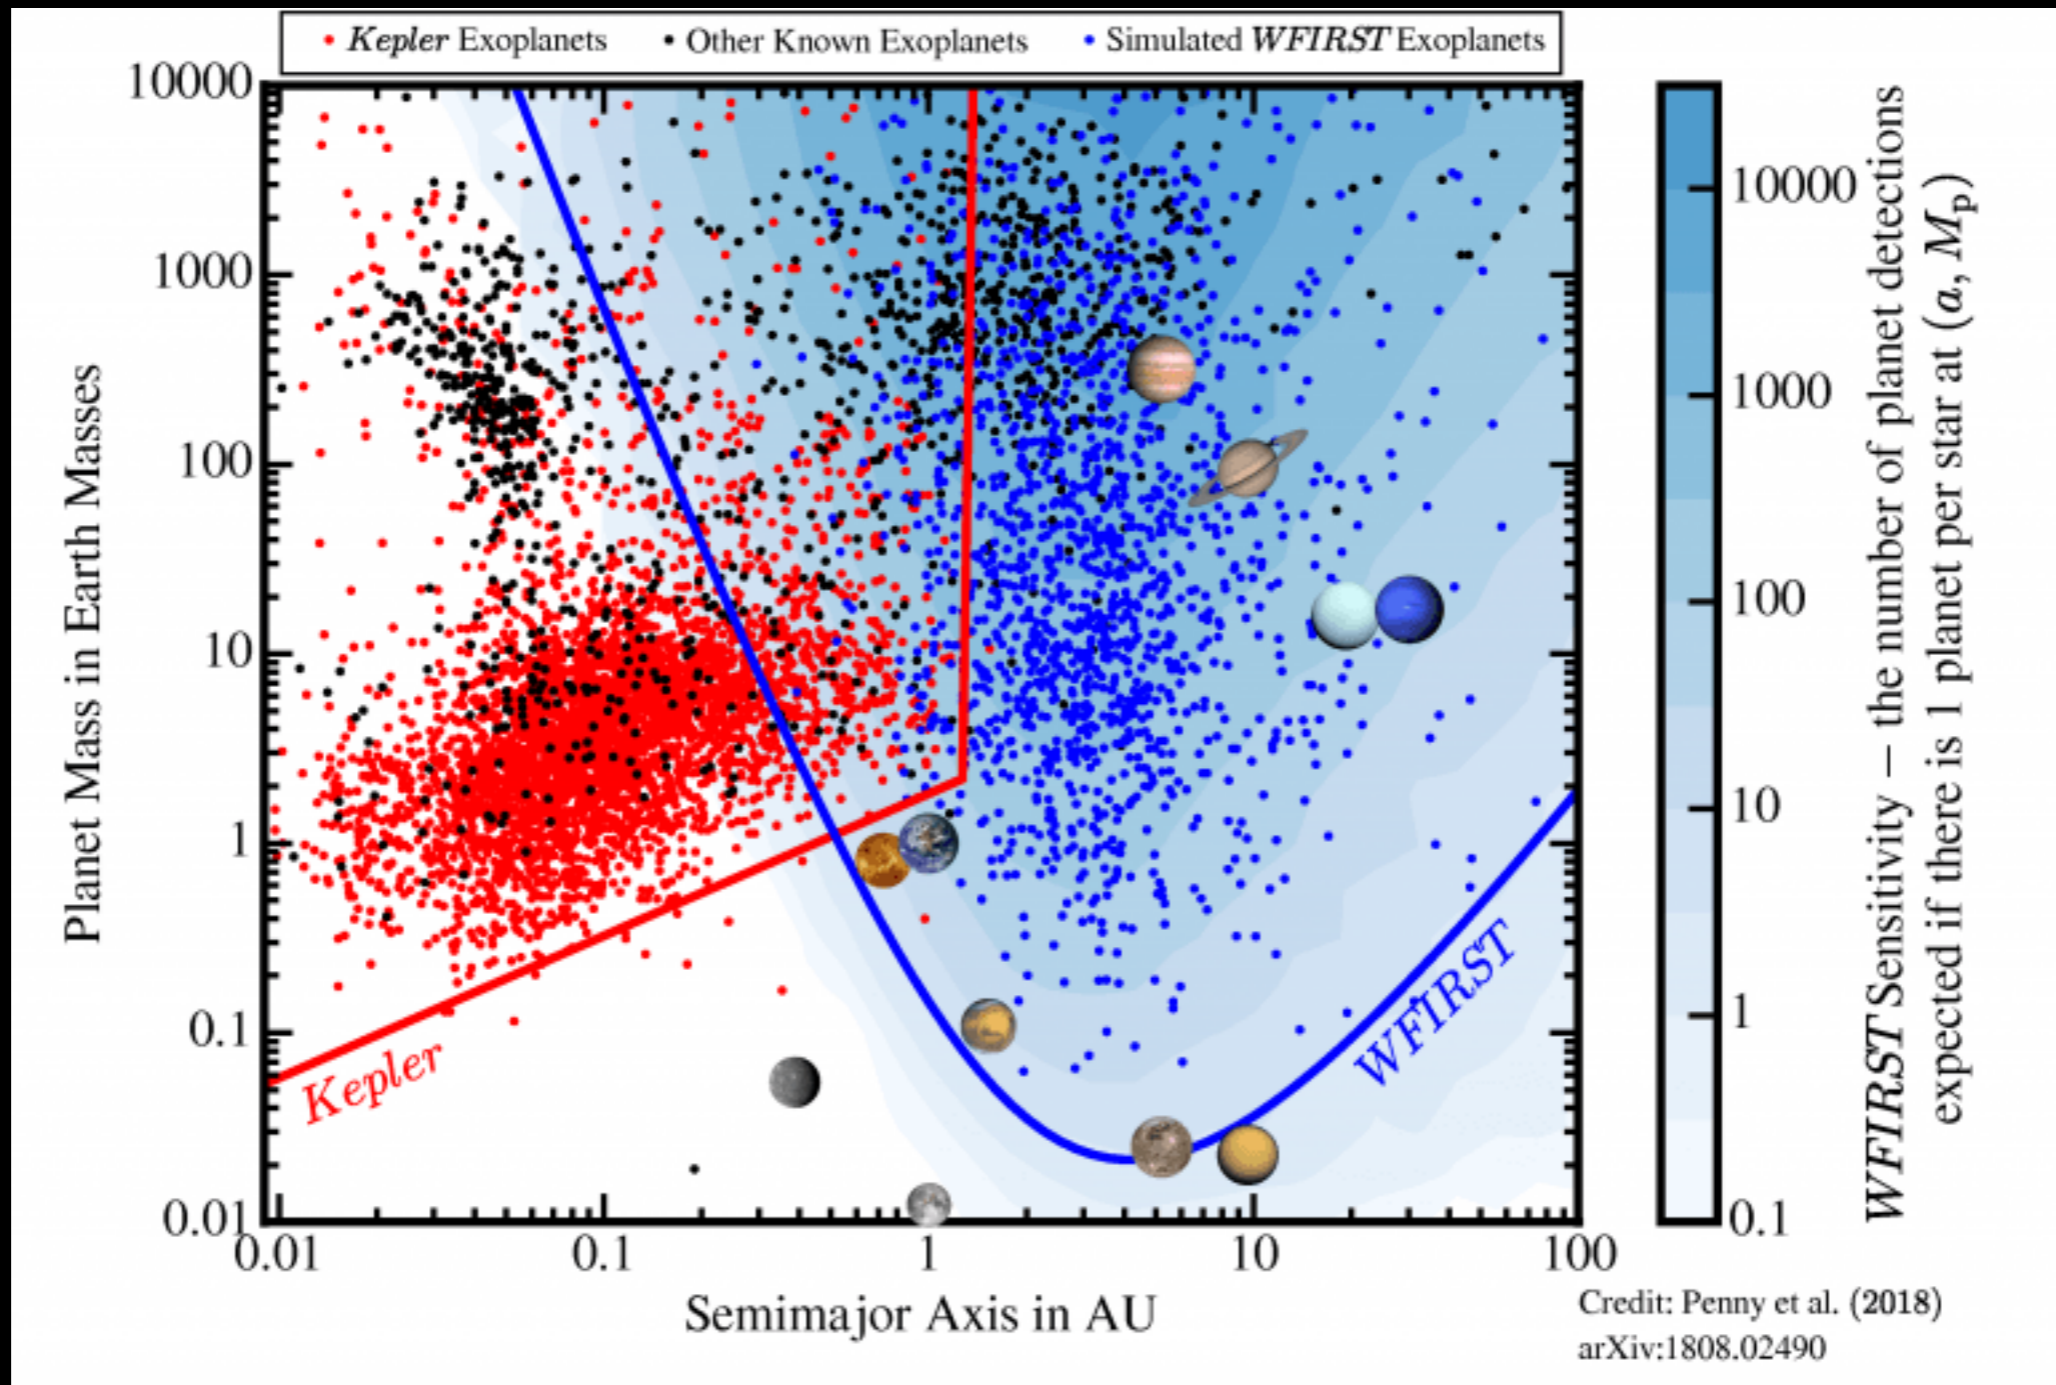 Kepler Exoplanets
Other Known Exoplanets
Simulated WFIRST Exoplanets
10000
1000
100
10
1
0.1
0.01
Planet Mass in Earth Masses
Kepler
WFIRST
0.01
0.1
1
10
100
Semimajor Axis in AU
10000
1000
100
10
1
0.1
WFIRST Sensitivity – the number of planet detections
expected if there is 1 planet per star at (a, Mp)
Credit: Penny et al. (2018)
arXiv:1808.02490